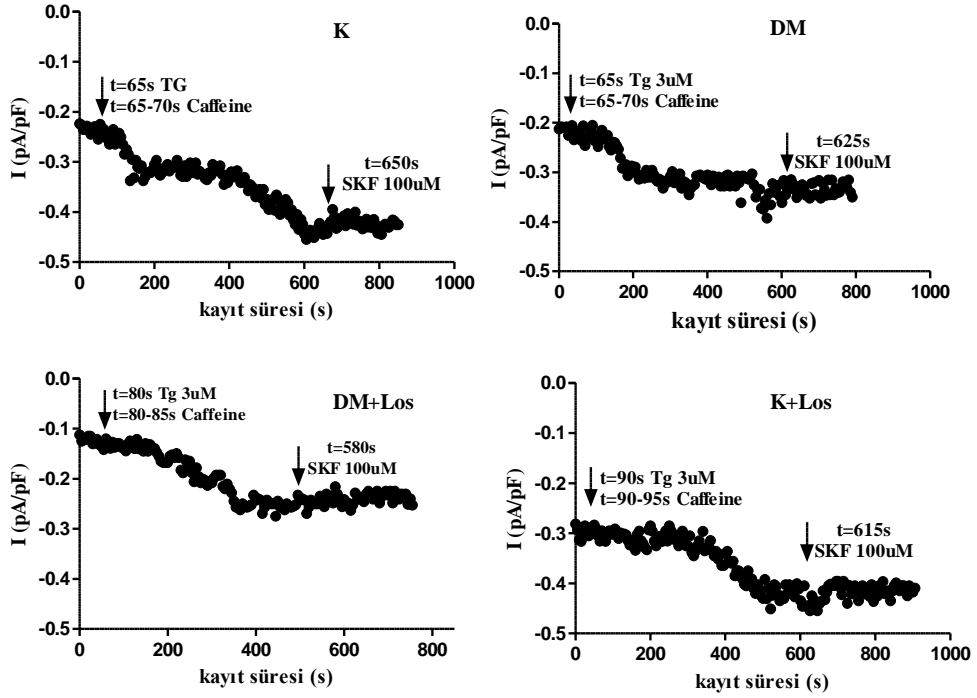 K
t=65s TG
t=65-70s Caffeine
t=650s
SKF 100uM
I (pA/pF)
0.0
-0.1
-0.2
-0.3
-0.4
-0.5
0
200
400
600
800
1000
kayıt süresi (s)
DM
t=65s Tg 3uM
t=65-70s Caffeine
t=625s
SKF 100uM
I (pA/pF)
0.0
-0.1
-0.2
-0.3
-0.4
-0.5
0
200
400
600
800
1000
kayıt süresi (s)
DM+Los
t=80s Tg 3uM
t=80-85s Caffeine
t=580s
SKF 100uM
I (pA/pF)
0.0
-0.1
-0.2
-0.3
-0.4
-0.5
0
200
400
600
800
kayıt süresi (s)
K+Los
t=90s Tg 3uM
t=90-95s Caffeine
t=615s
SKF 100uM
I (pA/pF)
0.0
-0.1
-0.2
-0.3
-0.4
-0.5
0
200
400
600
800
1000
kayıt süresi (s)